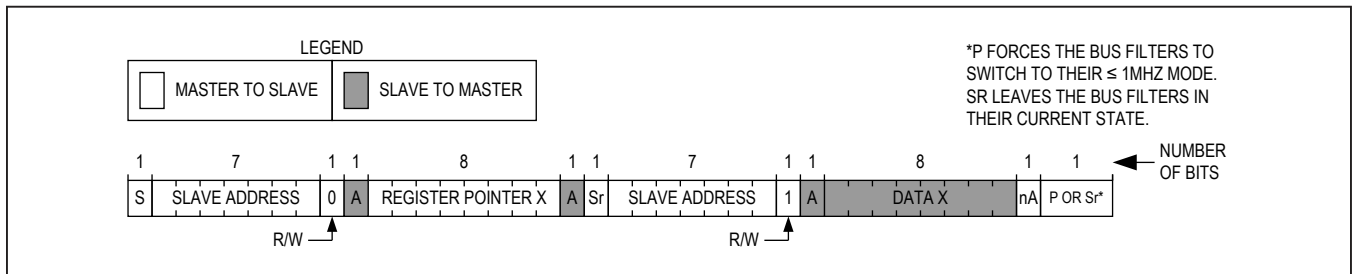 LEGEND
MASTER TO SLAVE SLAVE TO MASTER
*P FORCES THE BUS FILTERS TO
SWITCH TO THEIR ≤ 1MHZ MODE.
SR LEAVES THE BUS FILTERS IN
THEIR CURRENT STATE.
1 7 1 1 8 1 1 7 1 1 8 1 1 NUMBER
OF BITS
S SLAVE ADDRESS 0 A REGISTER POINTER X A Sr SLAVE ADDRESS 1 A DATA X nA P OR Sr*
R/W R/W